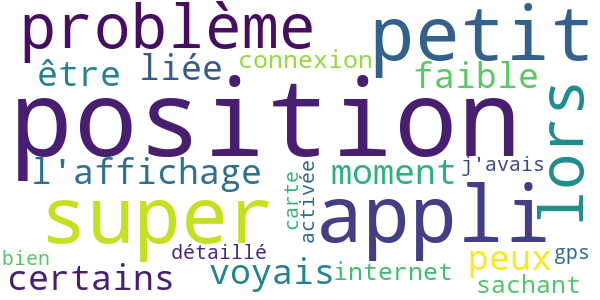 problème
petit
connexion
être
liée
faible
position
lors
l'affichage
moment
j'avais
carte
activée
super
appli
bien
détaillé
gps
certains
voyais
internet
peux
sachant